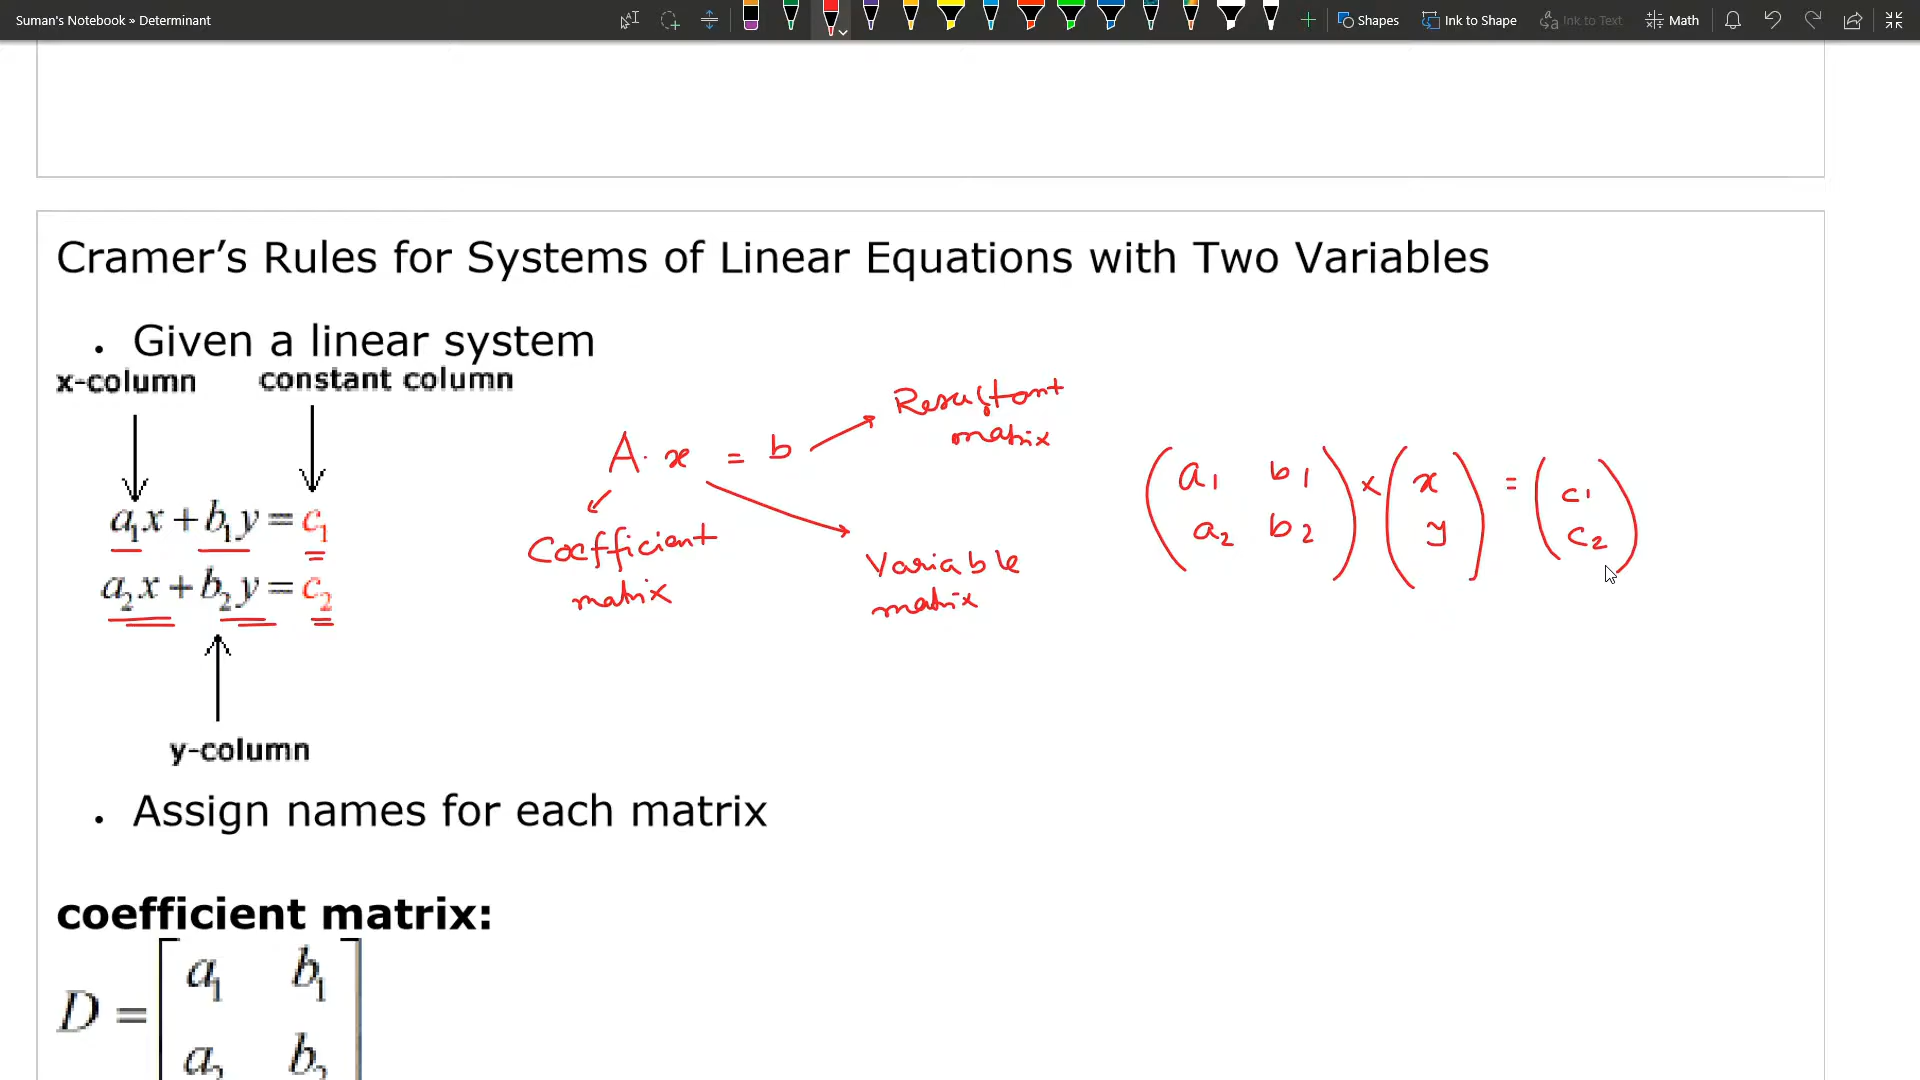 Suman's Notebook » Determinant
Shapes
Ink to Shape
Ink to Text
Math
Cramer’s Rules for Systems of Linear Equations with Two Variables
• Given a linear system
x-column constant column
a₁x + b₁y = c₁
a₂x + b₂y = c₂
y-column
A . x = b
Resultant
matrix
Coefficient
matrix
Variable
matrix
( a₁ b₁ ) × ( x ) = ( c₁ )
( a₂ b₂ ) ( y ) ( c₂ )
• Assign names for each matrix
coefficient matrix:
D = [ a₁ b₁ ]
a₂ b₂